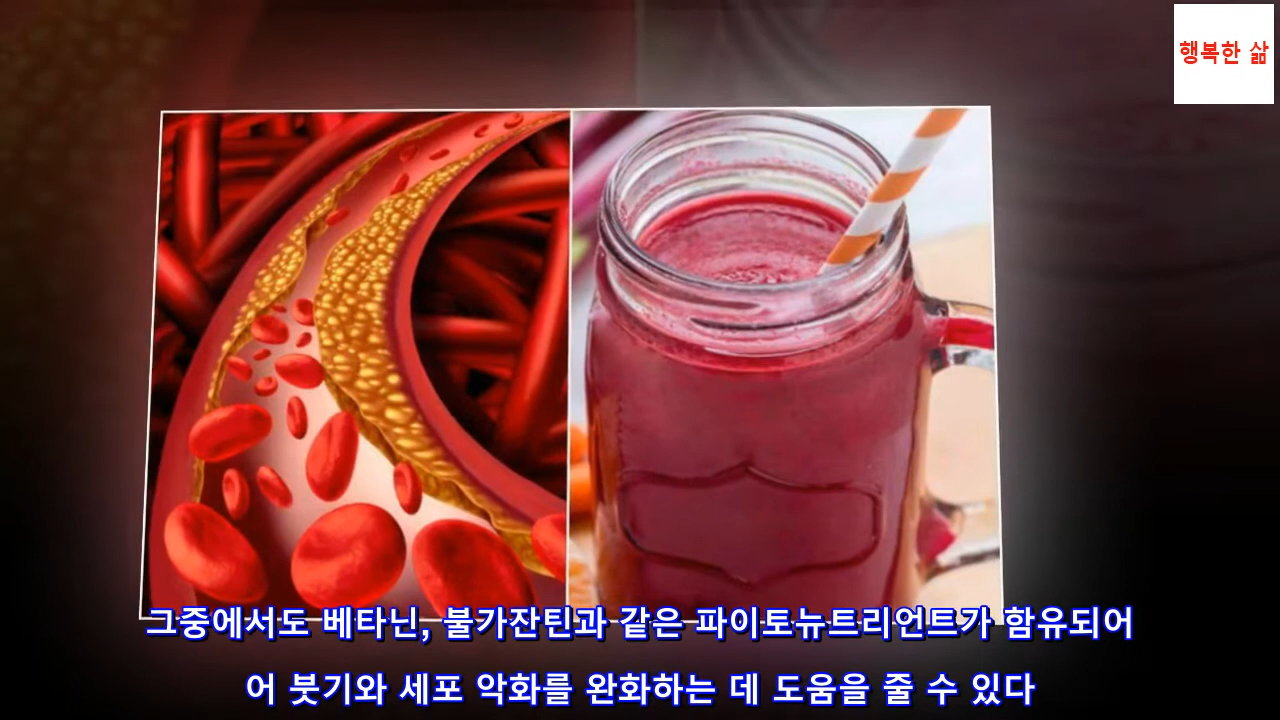 행복한 삶
그중에서도 베타닌, 불가잔틴과 같은 파이토뉴트리언트가 함유되어
어 붓기와 세포 악화를 완화하는 데 도움을 줄 수 있다